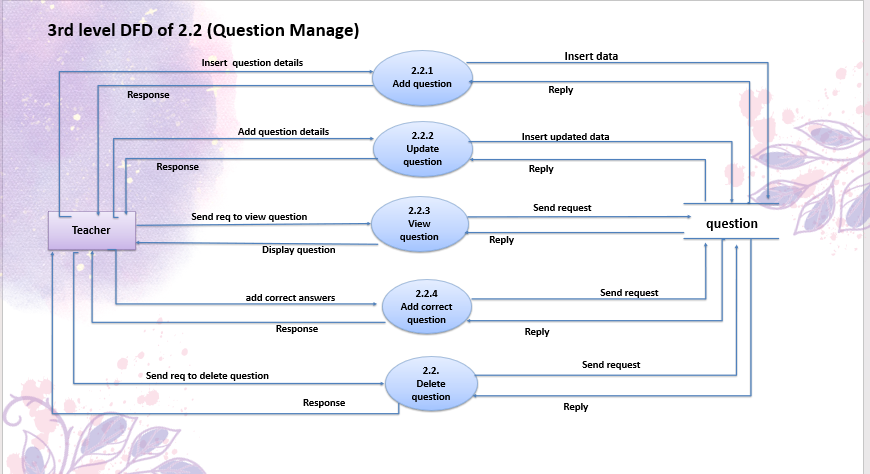 3rd level DFD of 2.2 (Question Manage)
Insert question details
2.2.1
Add question
Insert data
Response
Reply
Add question details
2.2.2
Update
question
Insert updated data
Response
Reply
Send req to view question
2.2.3
View
question
Send request
Teacher
question
Display question
Reply
add correct answers
2.2.4
Add correct
question
Send request
Response
Reply
Send req to delete question
2.2.
Delete
question
Send request
Response
Reply